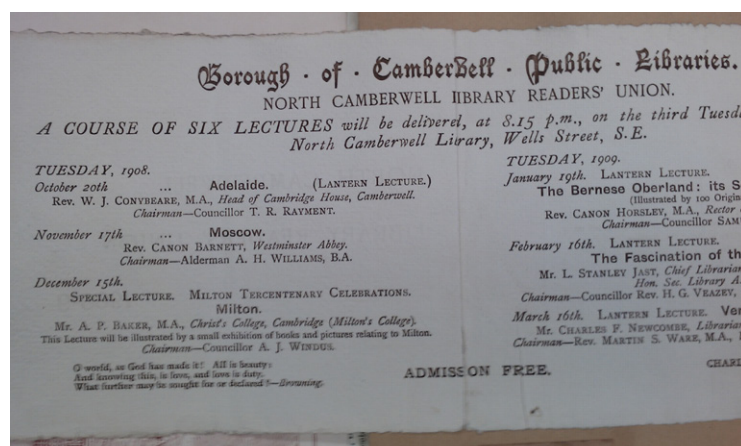 Borough · of · Camberwell · Public · Libraries.
NORTH CAMBERWELL LIBRARY READERS' UNION.
A COURSE OF SIX LECTURES will be delivered, at 8.15 p.m., on the third Tuesd
North Camberwell Library, Wells Street, S.E.
TUESDAY, 1908.
October 20th ... Adelaide. (LANTERN LECTURE.)
Rev. W. J. CONYBEARE, M.A., Head of Cambridge House, Camberwell.
Chairman—Councillor T. R. RAYMENT.
November 17th ... Moscow.
Rev. CANON BARNETT, Westminster Abbey.
Chairman—Alderman A. H. WILLIAMS, B.A.
December 15th.
SPECIAL LECTURE. MILTON TERCENTENARY CELEBRATIONS.
Milton.
Mr. A. P. BAKER, M.A., Christ's College, Cambridge (Milton's College).
This Lecture will be illustrated by a small exhibition of books and pictures relating to Milton.
Chairman—Councillor A. J. WINDUS.
O world, as God has made it! All is beauty:
And knowing this, is love, and love is duty.
What further may be sought for or declared?—Browning.
TUESDAY, 1909.
January 19th. LANTERN LECTURE.
The Bernese Oberland: its S
(Illustrated by 100 Origin
Rev. CANON HORSLEY, M.A., Rector
Chairman—Councillor SAM
February 16th. LANTERN LECTURE.
The Fascination of th
Mr. L. STANLEY JAST, Chief Librarian
Hon. Sec. Library A
Chairman—Councillor Rev. H. G. VEAZEY,
March 16th. LANTERN LECTURE. Ve
Mr. CHARLES F. NEWCOMBE, Librarian
Chairman—Rev. MARTIN S. WARE, M.A.,
ADMISSION FREE.
CHAR